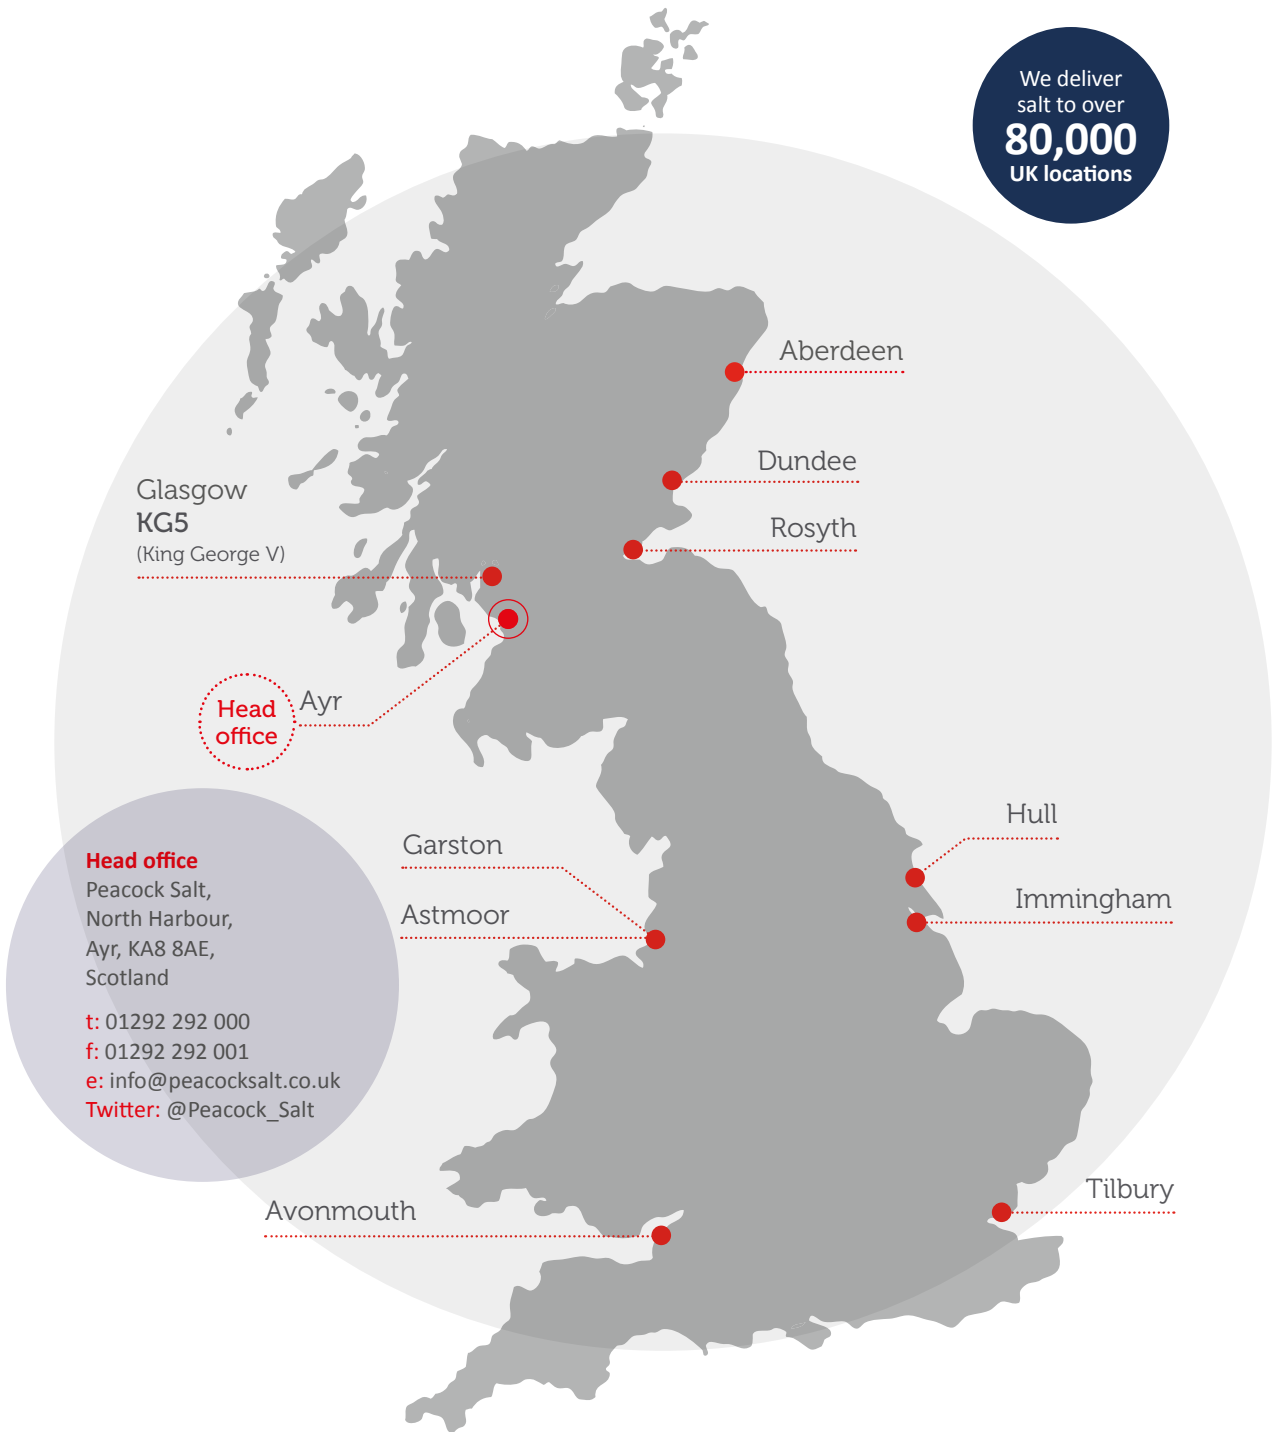 We deliver
salt to over
80,000
UK locations
Aberdeen
Dundee
Glasgow
KG5
(King George V)
Rosyth
Ayr
Head
office
Hull
Garston
Immingham
Astmoor
Head office
Peacock Salt,
North Harbour,
Ayr, KA8 8AE,
Scotland
t: 01292 292 000
f: 01292 292 001
e: info@peacocksalt.co.uk
Twitter: @Peacock_Salt
Tilbury
Avonmouth